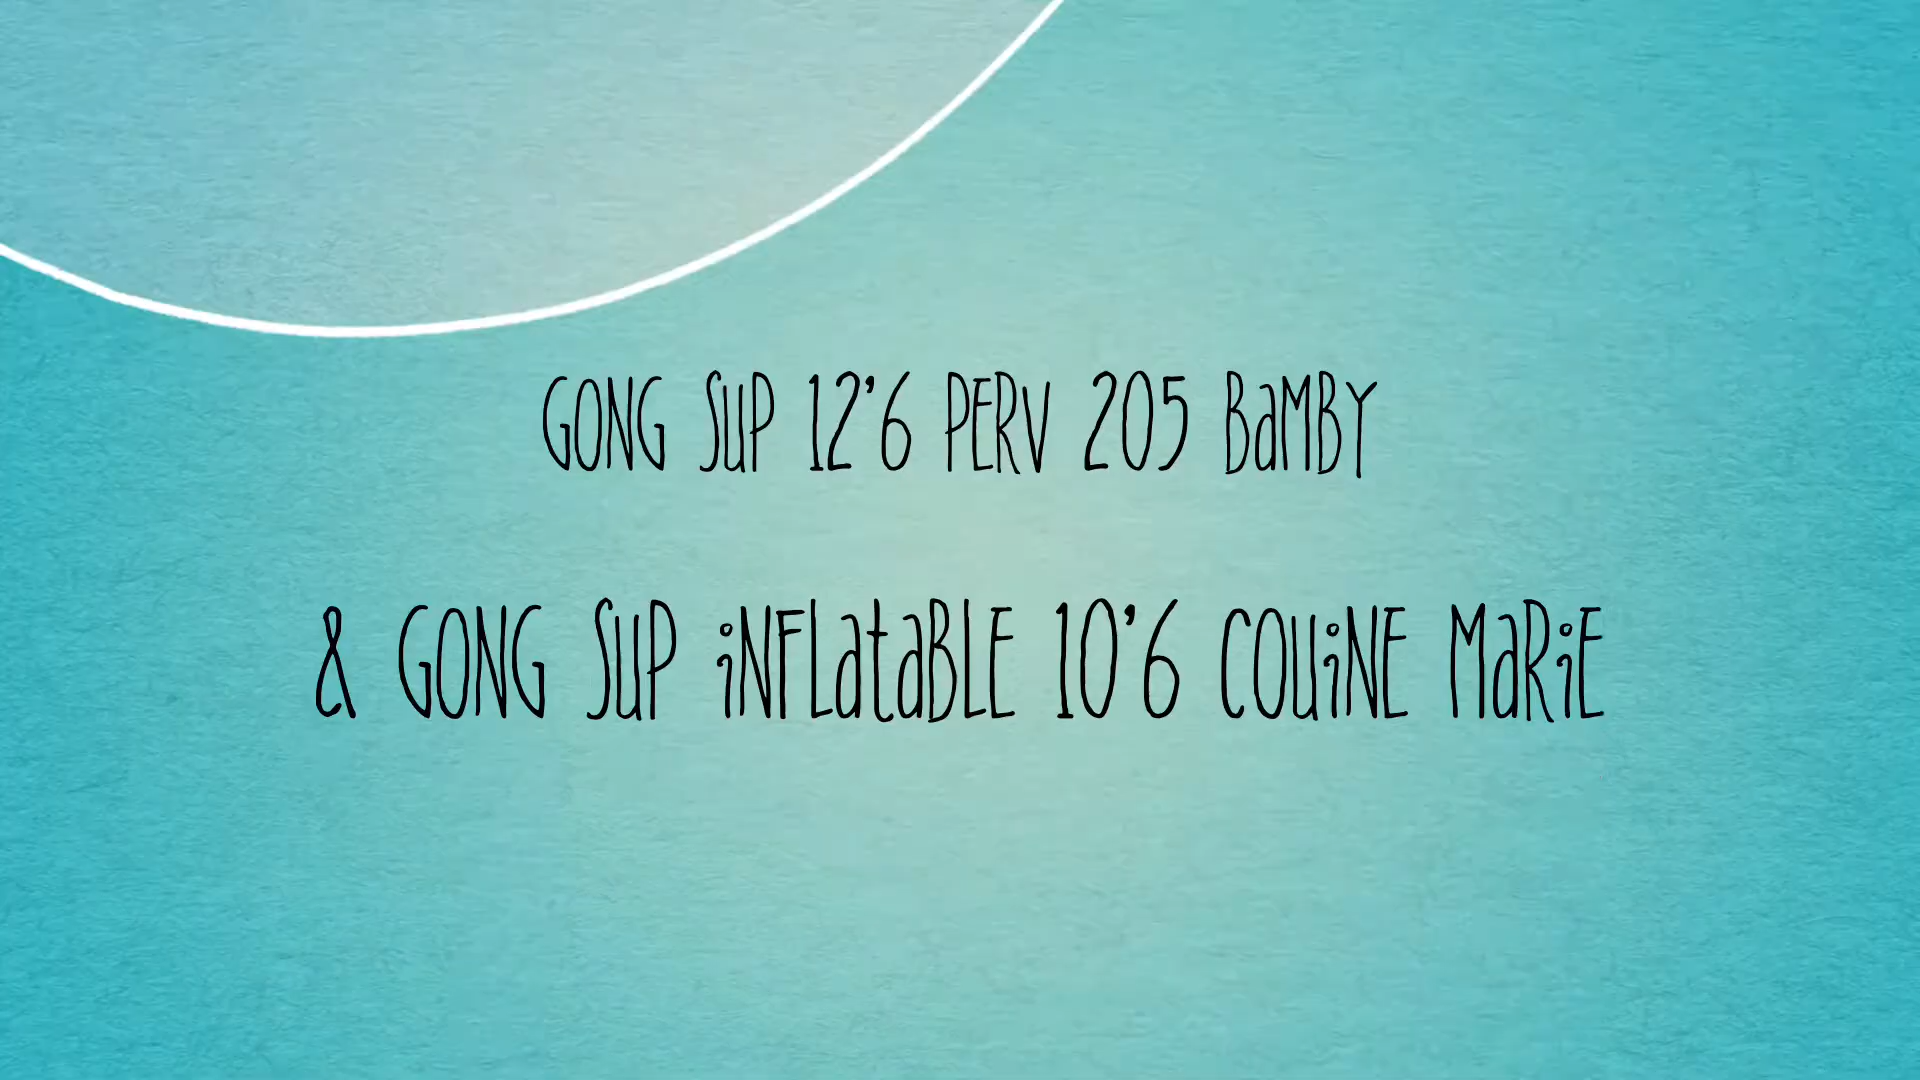 GONG SUP 12'6 PERV 205 BaMBY
& GONG SUP iNFLataBLE 10'6 COUiNE MaRiE